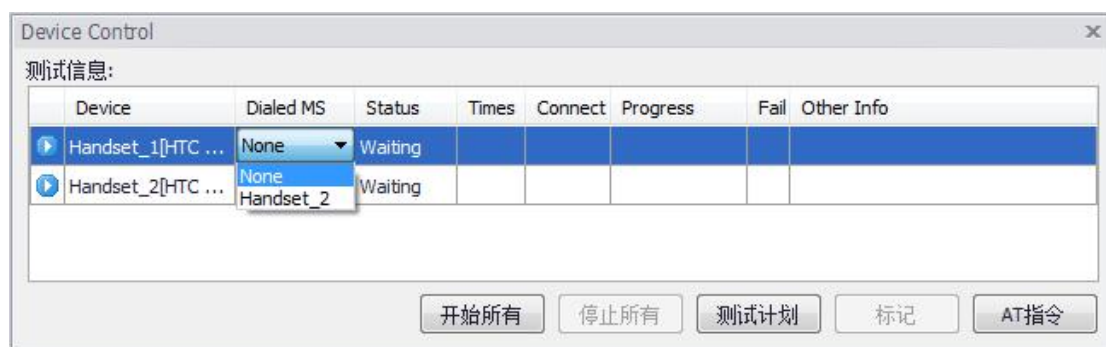 Device Control
测试信息:
Device Dialed MS Status Times Connect Progress Fail Other Info
Handset_1[HTC ... None Waiting
None
Handset_2[HTC ... Waiting
Handset_2
开始所有 停止所有 测试计划 标记 AT指令